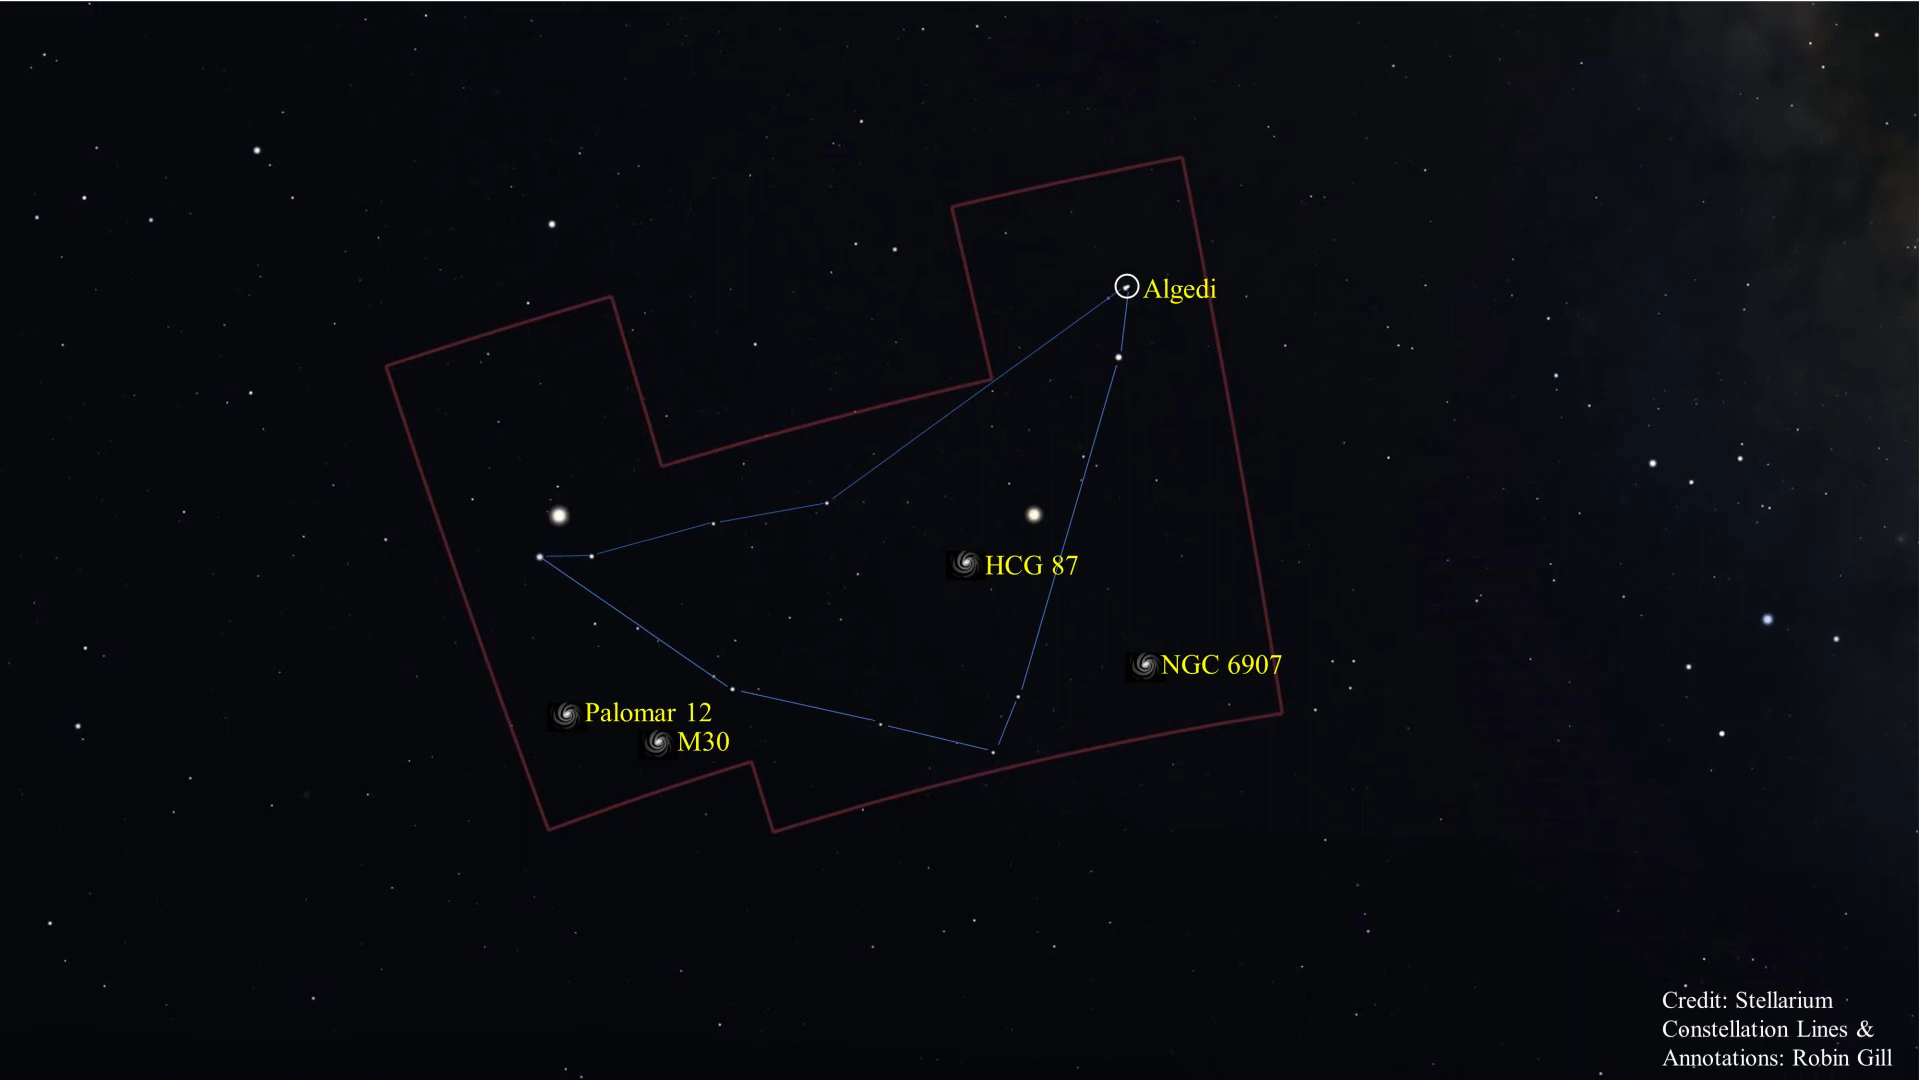 Algedi
HCG 87
NGC 6907
Palomar 12
M30
Credit: Stellarium
Constellation Lines &
Annotations: Robin Gill